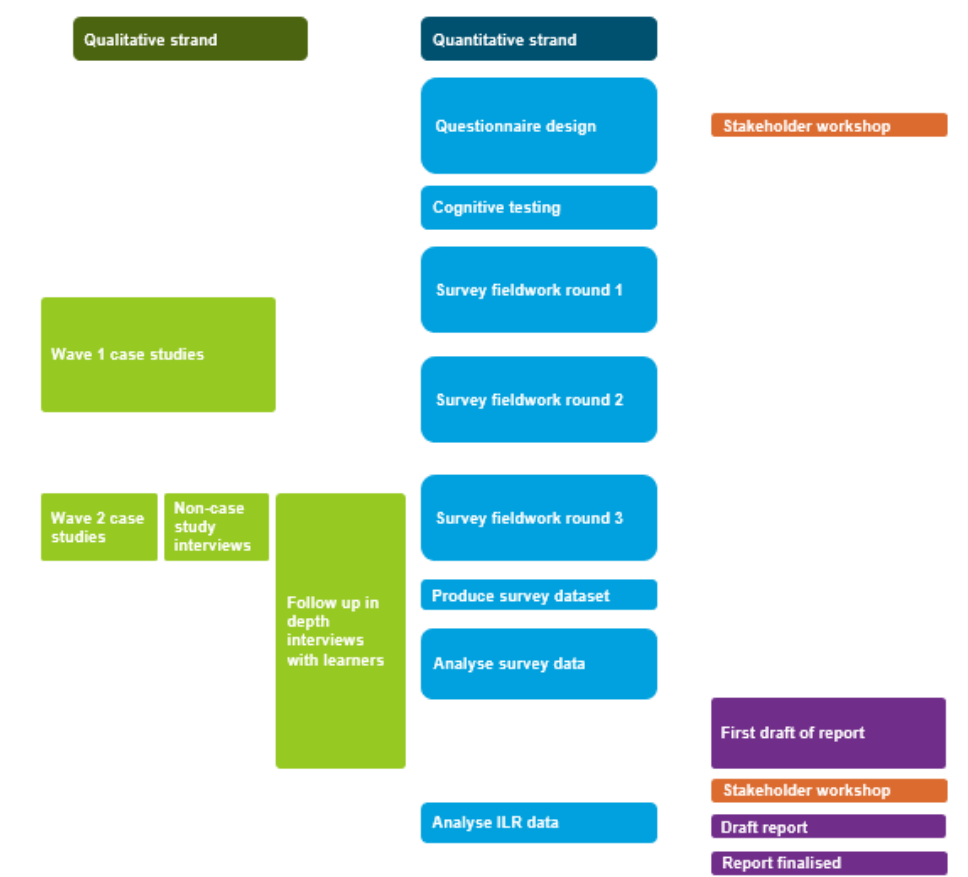 Qualitative strand
Quantitative strand
Questionnaire design
Stakeholder workshop
Cognitive testing
Survey fieldwork round 1
Wave 1 case studies
Survey fieldwork round 2
Wave 2 case
studies
Non-case
study
interviews
Survey fieldwork round 3
Follow up in
depth
interviews
with learners
Produce survey dataset
Analyse survey data
First draft of report
Stakeholder workshop
Analyse ILR data
Draft report
Report finalised